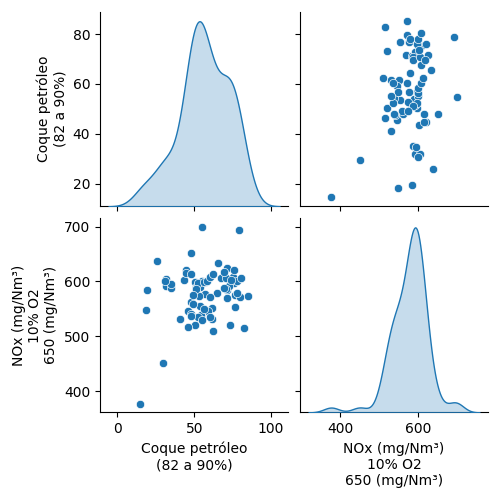 80
60
40
20
Coque petróleo
(82 a 90%)
700
600
500
400
NOx (mg/Nm³)
10% O2
650 (mg/Nm³)
0
50
100
Coque petróleo
(82 a 90%)
400
600
NOx (mg/Nm³)
10% O2
650 (mg/Nm³)